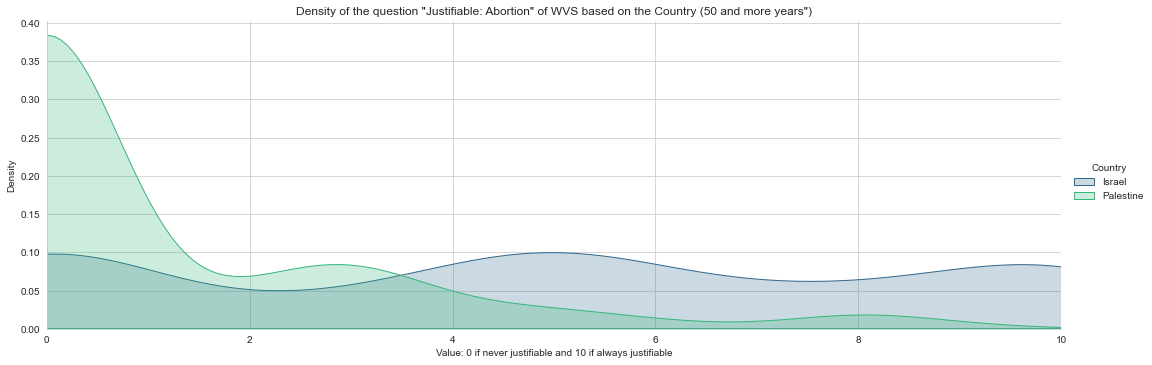 Density of the question "Justifiable: Abortion" of WVS based on the Country (50 and more years")
0.40
0.35
0.30
0.25
0.20
0.15
0.10
0.05
0.00
Density
0 2 4 6 8 10
Value: 0 if never justifiable and 10 if always justifiable
Country
Israel
Palestine